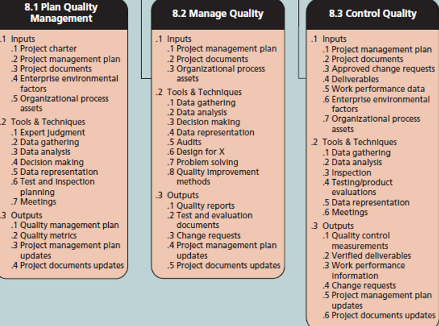 8.1 Plan Quality
Management
.1 Inputs
.1 Project charter
.2 Project management plan
.3 Project documents
.4 Enterprise environmental
factors
.5 Organizational process
assets
.2 Tools & Techniques
.1 Expert judgment
.2 Data gathering
.3 Data analysis
.4 Decision making
.5 Data representation
.6 Test and inspection
planning
.7 Meetings
.3 Outputs
.1 Quality management plan
.2 Quality metrics
.3 Project management plan
updates
.4 Project documents updates
8.2 Manage Quality
.1 Inputs
.1 Project management plan
.2 Project documents
.3 Organizational process
assets
.2 Tools & Techniques
.1 Data gathering
.2 Data analysis
.3 Decision making
.4 Data representation
.5 Audits
.6 Design for X
.7 Problem solving
.8 Quality improvement
methods
.3 Outputs
.1 Quality reports
.2 Test and evaluation
documents
.3 Change requests
.4 Project management plan
updates
.5 Project documents updates
8.3 Control Quality
.1 Inputs
.1 Project management plan
.2 Project documents
.3 Approved change requests
.4 Deliverables
.5 Work performance data
.6 Enterprise environmental
factors
.7 Organizational process
assets
.2 Tools & Techniques
.1 Data gathering
.2 Data analysis
.3 Inspection
.4 Testing/product
evaluations
.5 Data representation
.6 Meetings
.3 Outputs
.1 Quality control
measurements
.2 Verified deliverables
.3 Work performance
information
.4 Change requests
.5 Project management plan
updates
.6 Project documents updates